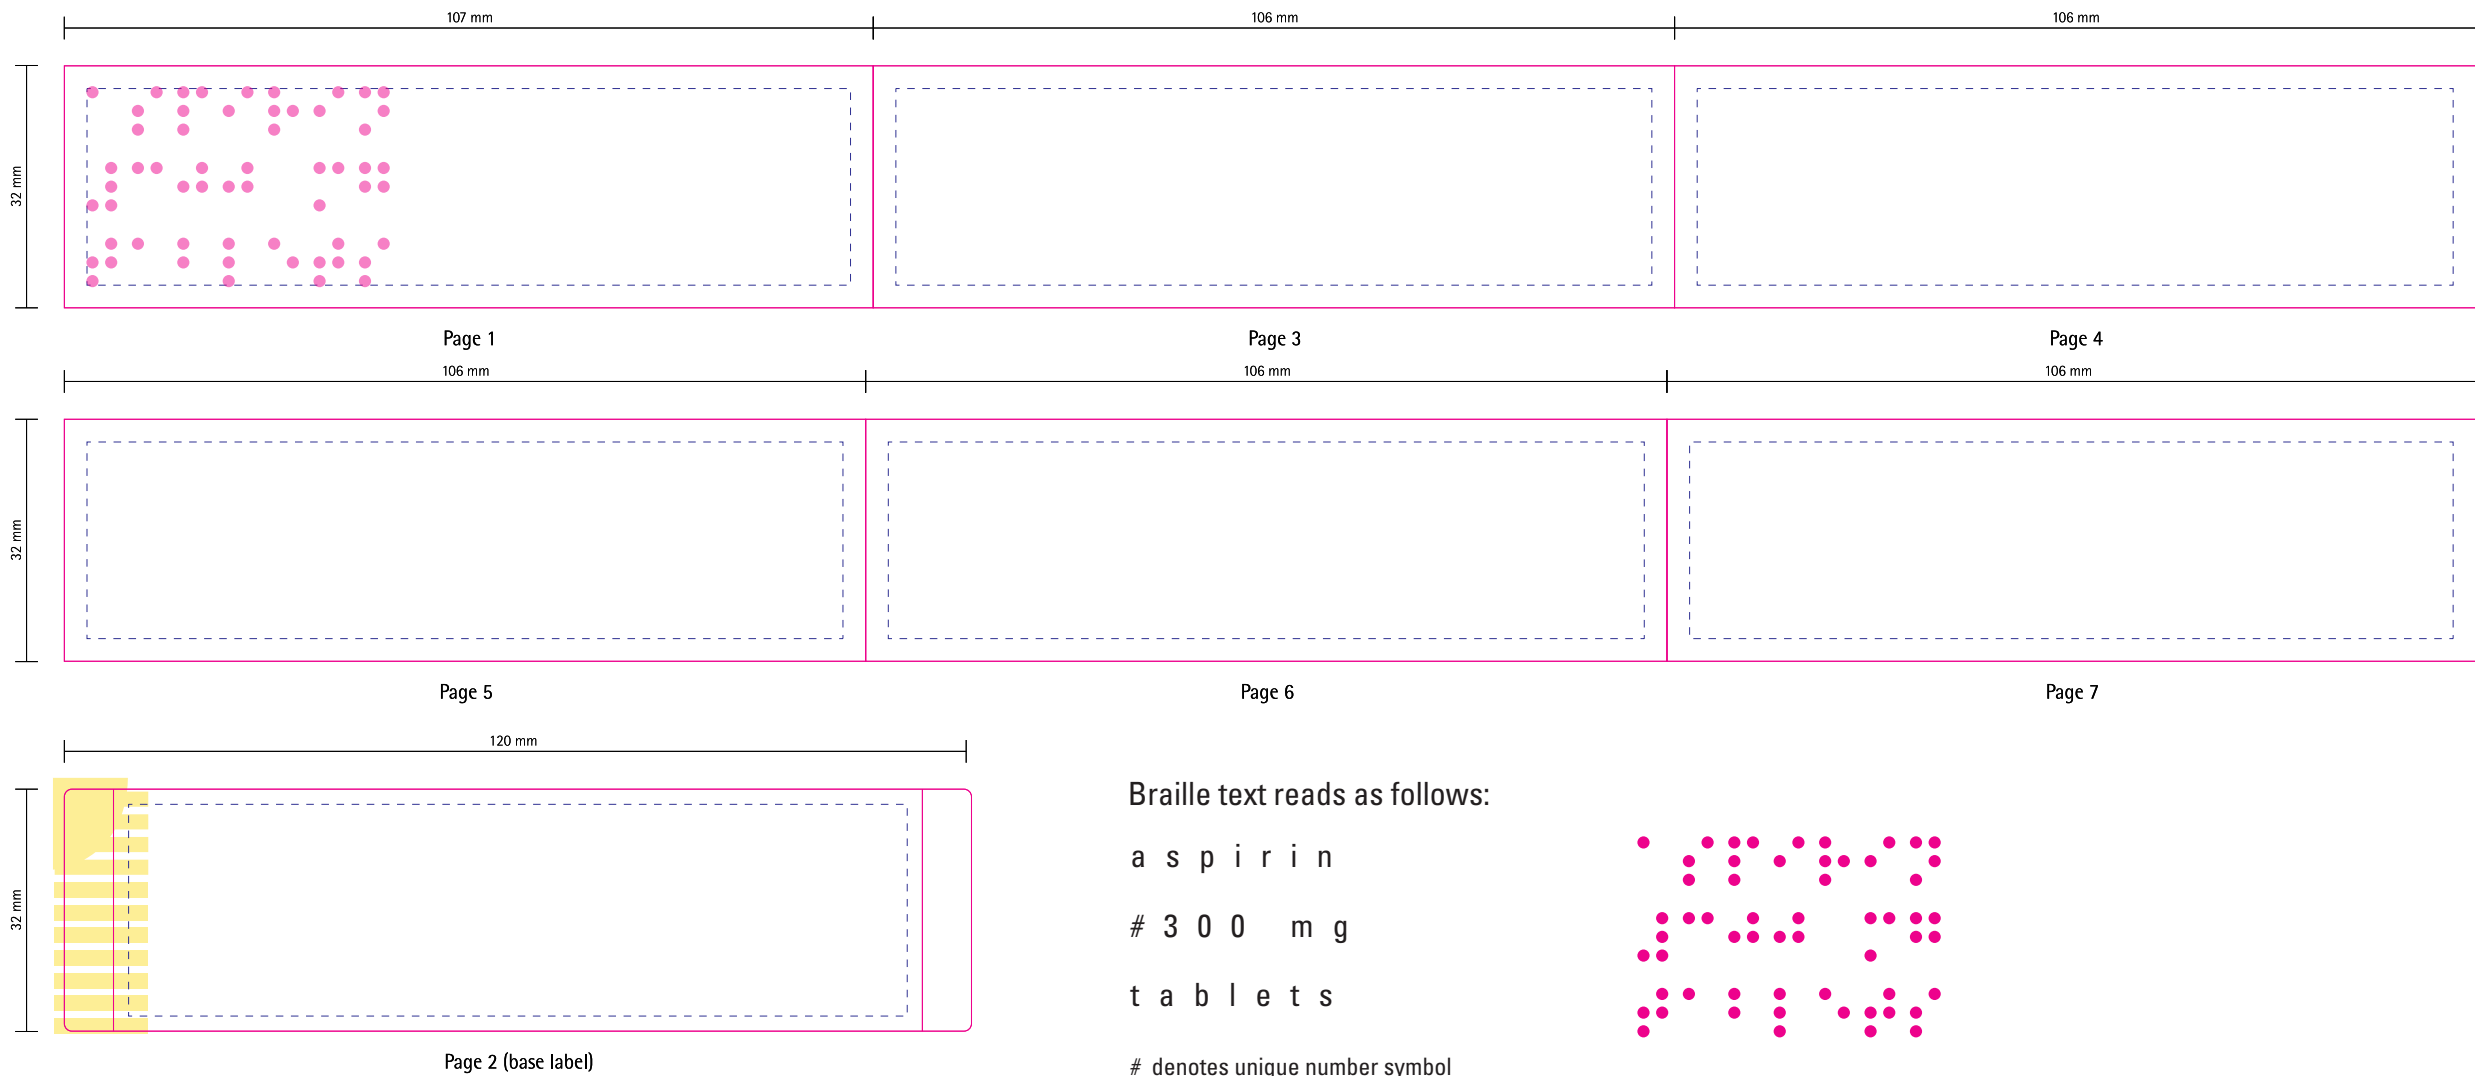 107 mm
106 mm
106 mm
32 mm
⠁⠎⠏⠊⠗⠊⠝
⠼⠉⠚⠚⠀⠍⠛
⠞⠁⠃⠇⠑⠞⠎
Page 1
Page 3
Page 4
106 mm
106 mm
106 mm
32 mm
Page 5
Page 6
Page 7
120 mm
32 mm
Page 2 (base label)
Braille text reads as follows:
a s p i r i n
# 3 0 0 m g
t a b l e t s
# denotes unique number symbol
⠁⠎⠏⠊⠗⠊⠝
⠼⠉⠚⠚⠀⠍⠛
⠞⠁⠃⠇⠑⠞⠎